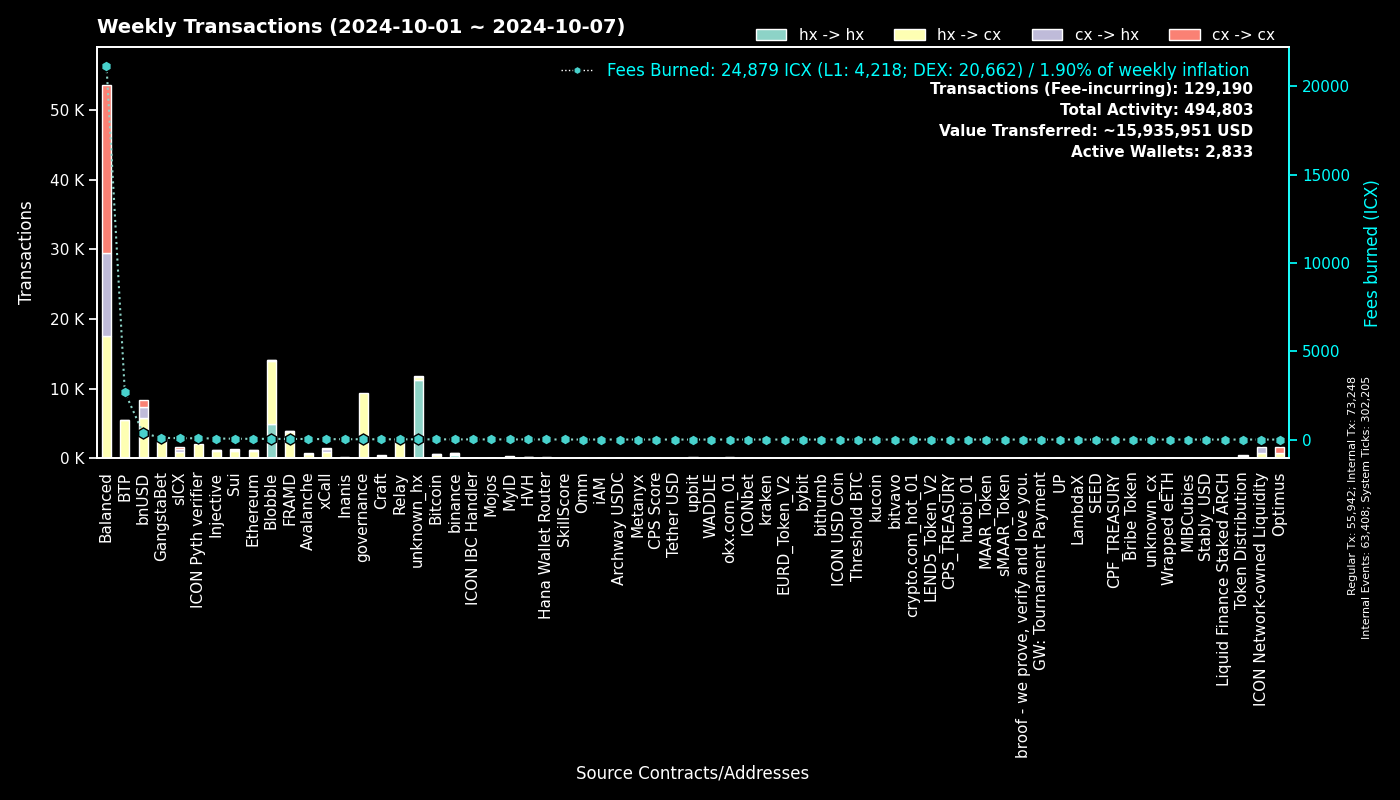 Weekly Transactions (2024-10-01 ~ 2024-10-07)
hx -> hx
hx -> cx
cx -> hx
cx -> cx
Fees Burned: 24,879 ICX (L1: 4,218; DEX: 20,662) / 1.90% of weekly inflation
Transactions (Fee-incurring): 129,190
Total Activity: 494,803
Value Transferred: ~15,935,951 USD
Active Wallets: 2,833
Transactions
50 K
40 K
30 K
20 K
10 K
0 K
20000
15000
10000
5000
0
Fees burned (ICX)
Regular Tx: 55,942; Internal Tx: 73,248
Internal Events: 63,408; System Ticks: 302,205
Balanced
BTP
bnUSD
GangstaBet
sICX
ICON Pyth verifier
Injective
Sui
Ethereum
Blobble
FRAMD
Avalanche
xCall
Inanis
governance
Craft
Relay
unknown_hx
Bitcoin
binance
ICON IBC Handler
Mojos
MyID
HVH
Hana Wallet Router
SkillScore
Omm
iAM
Archway USDC
Metanyx
CPS Score
Tether USD
upbit
WADDLE
okx.com_01
ICONbet
kraken
EURD_Token_V2
bybit
bithumb
ICON USD Coin
Threshold BTC
kucoin
bitvavo
crypto.com_hot_01
LEND5_Token_V2
CPS_TREASURY
huobi_01
MAAR_Token
sMAAR_Token
broof - we prove, verify and love you.
GW: Tournament Payment
UP
LambdaX
SEED
CPF_TREASURY
Bribe Token
unknown_cx
Wrapped eETH
MIBCubies
Stably_USD
Liquid Finance Staked ARCH
Token Distribution
ICON Network-owned Liquidity
Optimus
Source Contracts/Addresses